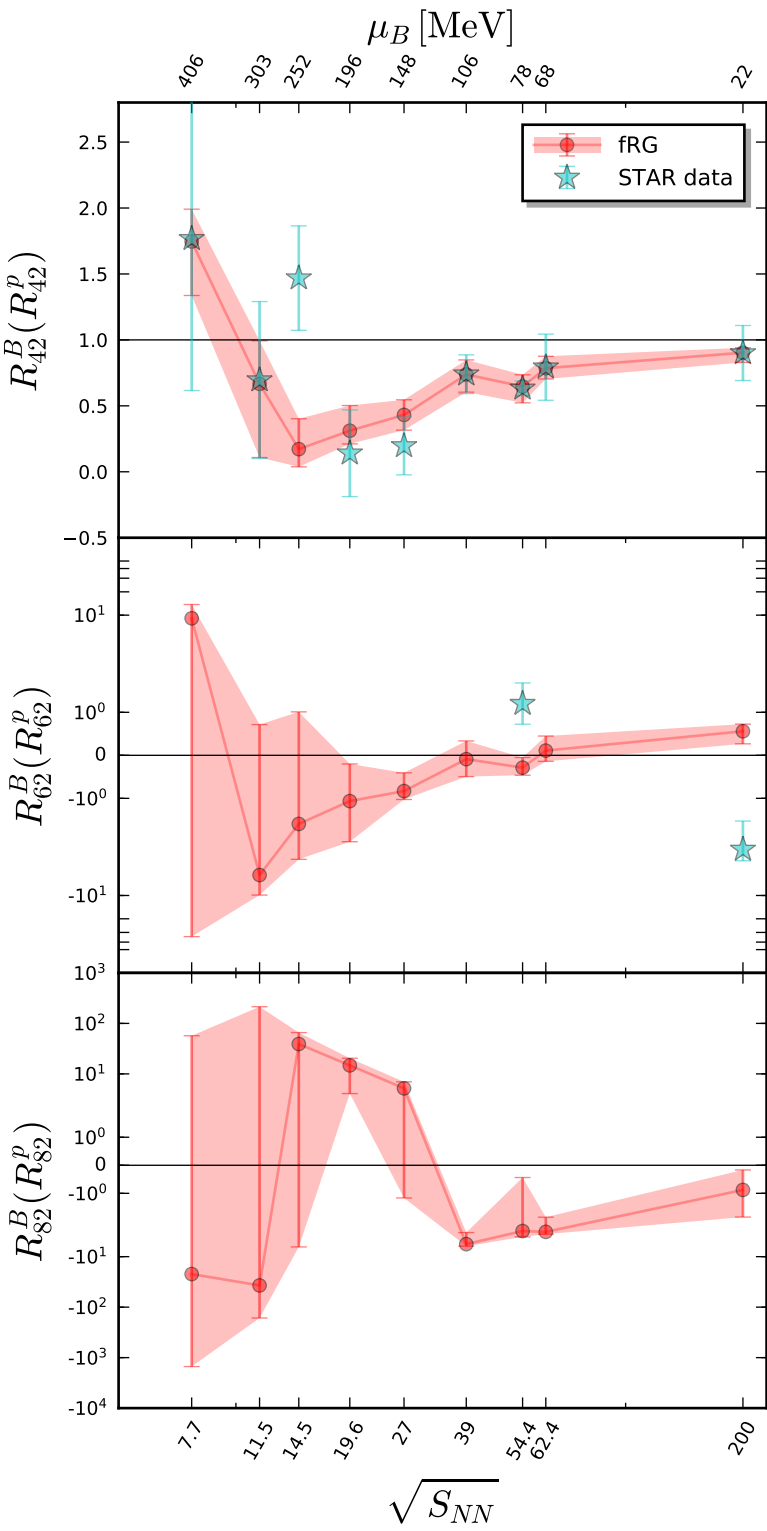 μ_B [MeV]
406 303 252 196 148 106 78 68 22
fRG
STAR data
R^B_42(R^p_42)
2.5
2.0
1.5
1.0
0.5
0.0
−0.5
R^B_62(R^p_62)
10^1
10^0
0
-10^0
-10^1
R^B_82(R^p_82)
10^3
10^2
10^1
10^0
0
-10^0
-10^1
-10^2
-10^3
-10^4
7.7 11.5 14.5 19.6 27 39 54.4 62.4 200
√S_NN